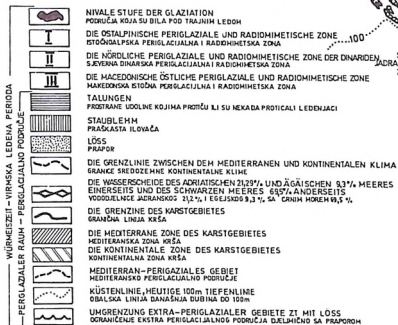 NIVALE STUFE DER GLAZIATION
PODRUČJA KOJA SU BILA POD TRAJNIM LEDOM
I
DIE OSTALPINISCHE PERIGLAZIALE UND RADIOMIMETISCHE ZONE
ISTOČNOALPSKA PERIGLACIJALNA I RADIOMIMETSKA ZONA
II
DIE NÖRDLICHE PERIGLAZIALE UND RADIOMIMETISCHE ZONE DER DINARIDEN
SJEVERNA DINARSKA PERIGLACIJALNA I RADIOMIMETSKA ZONA
III
DIE MACEDONISCHE ÖSTLICHE PERIGLAZIALE UND RADIOMIMETISCHE ZONE
MAKEDONSKA ISTOČNA PERIGLACIJALNA I RADIOMIMETSKA ZONA
TALUNGEN
PROSTRANE UDOLINE KOJIMA PROTIČU ILI SU NEKADA PROTICALI LEDENJACI
STAUBLEHM
PRAŠKASTA ILOVAČA
LÖSS
PRAPOR
DIE GRENZLINIE ZWISCHEN DEM MEDITERRANEN UND KONTINENTALEN KLIMA
GRANICE SREDOZEMNE KONTINENTALNE KLIME
DIE WASSERSCHEIDE DES ADRIATISCHEN 21,29% UND ÄGÄISCHEN 9,3% MEERES
EINERSEITS UND DES SCHWARZEN MEERES 69,5% ANDERSEITS
VODODJELNICE JADRANSKOG 21,2 % I EGEJSKOG 9,3 % SA CRNIM MOREM 69,5 %
DIE GRENZINE DES KARSTGEBIETES
GRANIČNA LINIJA KRŠA
DIE MEDITERRANE ZONE DES KARSTGEBIETES
MEDITERANSKA ZONA KRŠA
DIE KONTINENTALE ZONE DES KARSTGEBIETES
KONTINENTALNA ZONA KRŠA
MEDITERRAN-PERIGAZIALES GEBIET
MEDITERANSKO PERIGLACIJALNO PODRUČJE
KÜSTENLINIE, HEUTIGE 100m TIEFENLINIE
OBALSKA LINIJA DANAŠNJA DUBINA DO 100m
UMGRENZUNG EXTRA-PERIGLAZIALER GEBIETE ZT MIT LÖSS
OGRANIČENJE EKSTRA PERIGLACIJALNOG PODRUČJA DJELIMIČNO SA PRAPOROM
WÜRMEISZEIT-VIRMSKA LEDENA PERIODA
PERIGLAZIALER RAUM - PERIGLACIJALNO PODRUČJE
100
JADRA